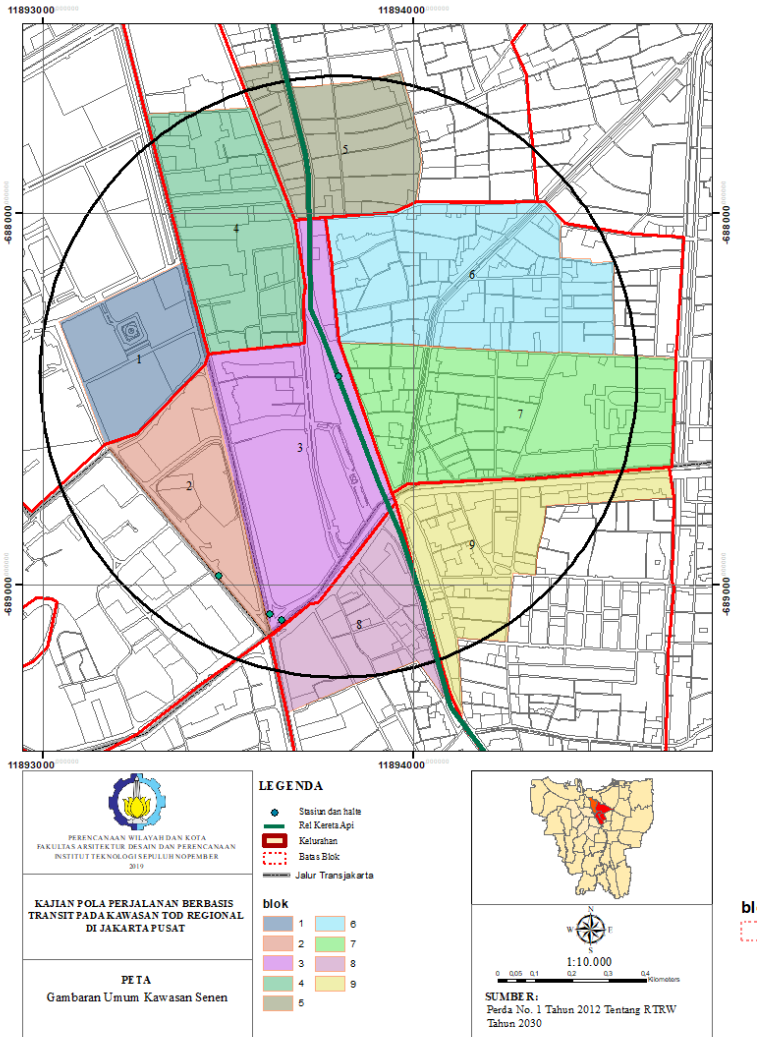 11893000
11894000
-688000
-688000
-689000
-689000
5
4
6
1
7
3
2
9
8
11893000
11894000
PERENCANAAN WILAYAH DAN KOTA
FAKULTAS ARSITEKTUR DESAIN DAN PERENCANAAN
INSTITUT TEKNOLOGI SEPULUH NOPEMBER
2019
KAJIAN POLA PERJALANAN BERBASIS
TRANSIT PADA KAWASAN TOD REGIONAL
DI JAKARTA PUSAT
PETA
Gambaran Umum Kawasan Senen
LEGENDA
Stasiun dan halte
Rel Kereta Api
Kelurahan
Batas Blok
Jalur Transjakarta
blok
1
2
3
4
5
6
7
8
9
N
W E
S
1:10.000
0 0,05 0,1 0,2 0,3 0,4
Kilometers
SUMBER:
Perda No. 1 Tahun 2012 Tentang RTRW
Tahun 2030